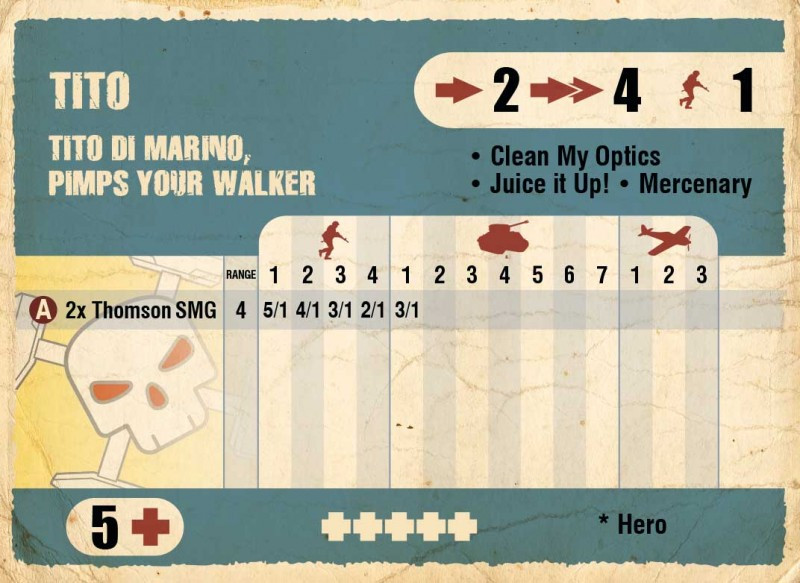 TITO
2 4 1
TITO DI MARINO,
PIMPS YOUR WALKER
• Clean My Optics
• Juice it Up! • Mercenary
RANGE 1 2 3 4 1 2 3 4 5 6 7 1 2 3
A 2x Thomson SMG 4 5/1 4/1 3/1 2/1 3/1
5 * Hero